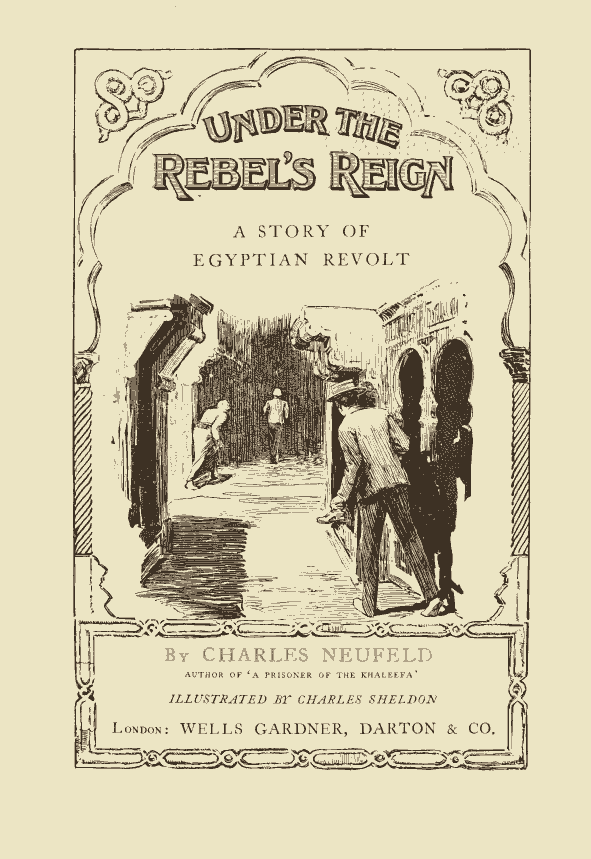 UNDER THE
REBEL'S REIGN
A STORY OF
EGYPTIAN REVOLT
BY CHARLES NEUFELD
AUTHOR OF 'A PRISONER OF THE KHALEEFA'
ILLUSTRATED BY CHARLES SHELDON
LONDON: WELLS GARDNER, DARTON & CO.